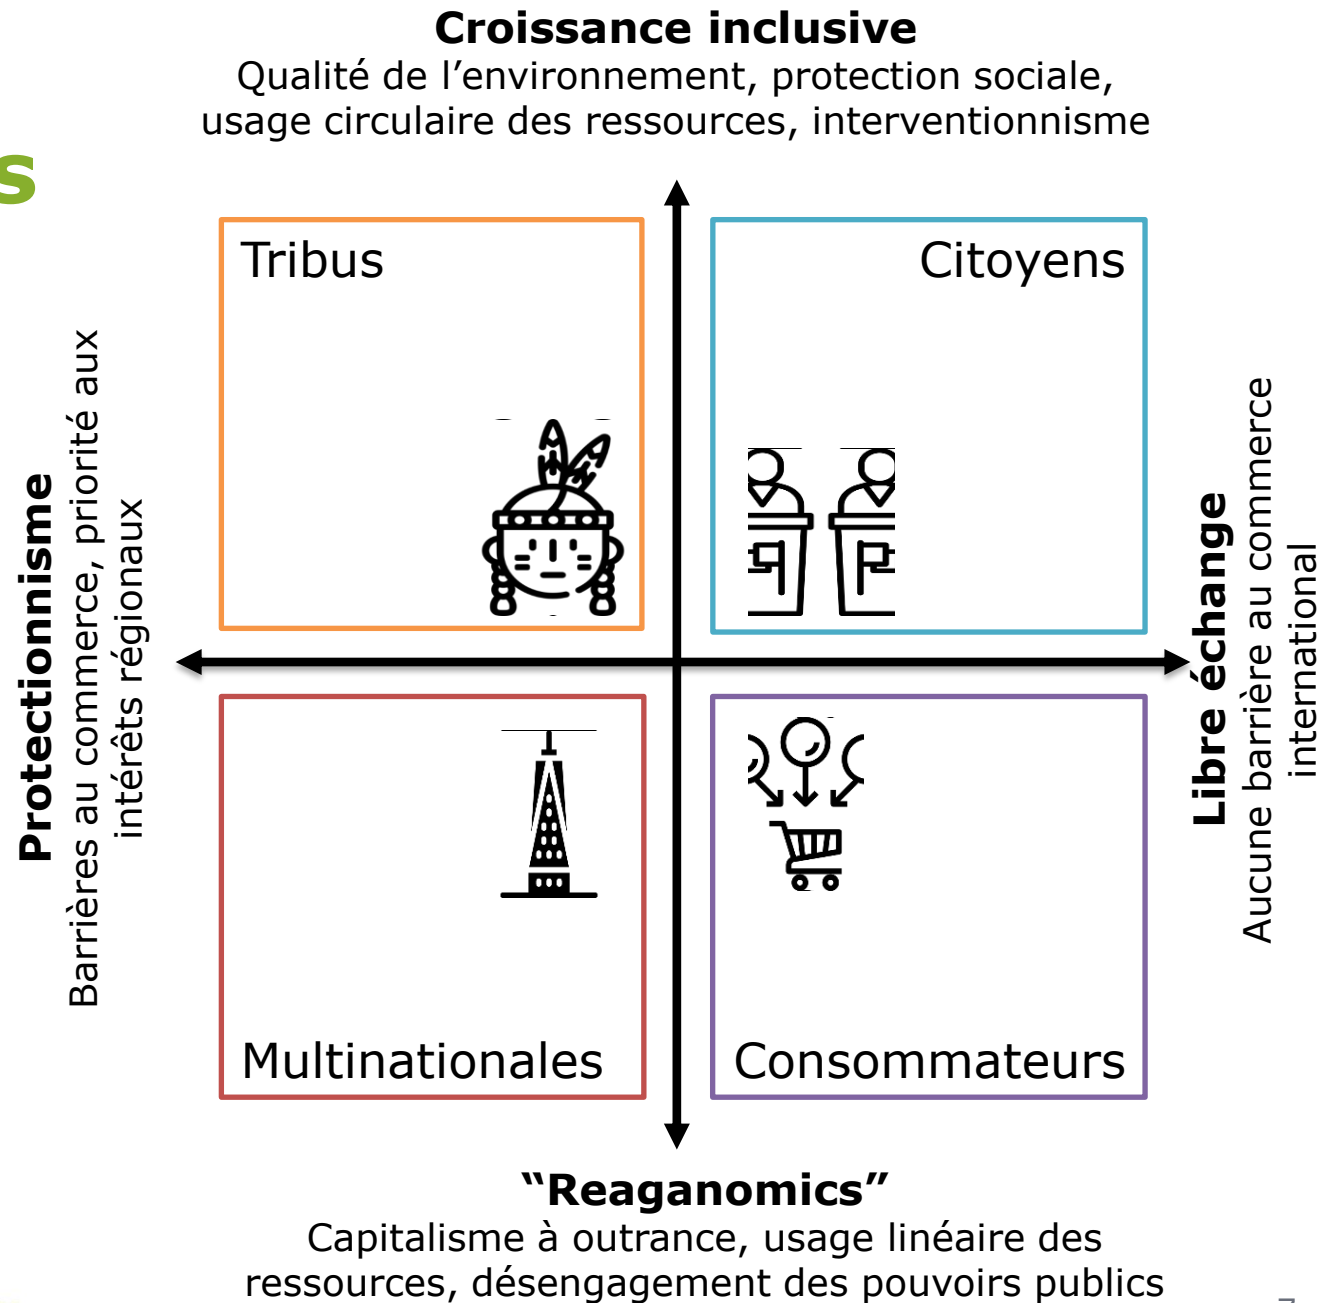 Croissance inclusive
Qualité de l’environnement, protection sociale,
usage circulaire des ressources, interventionnisme
s
Tribus
Citoyens
Protectionnisme
Barrières au commerce, priorité aux
intérêts régionaux
Libre échange
Aucune barrière au commerce
international
Multinationales
Consommateurs
“Reaganomics”
Capitalisme à outrance, usage linéaire des
ressources, désengagement des pouvoirs publics